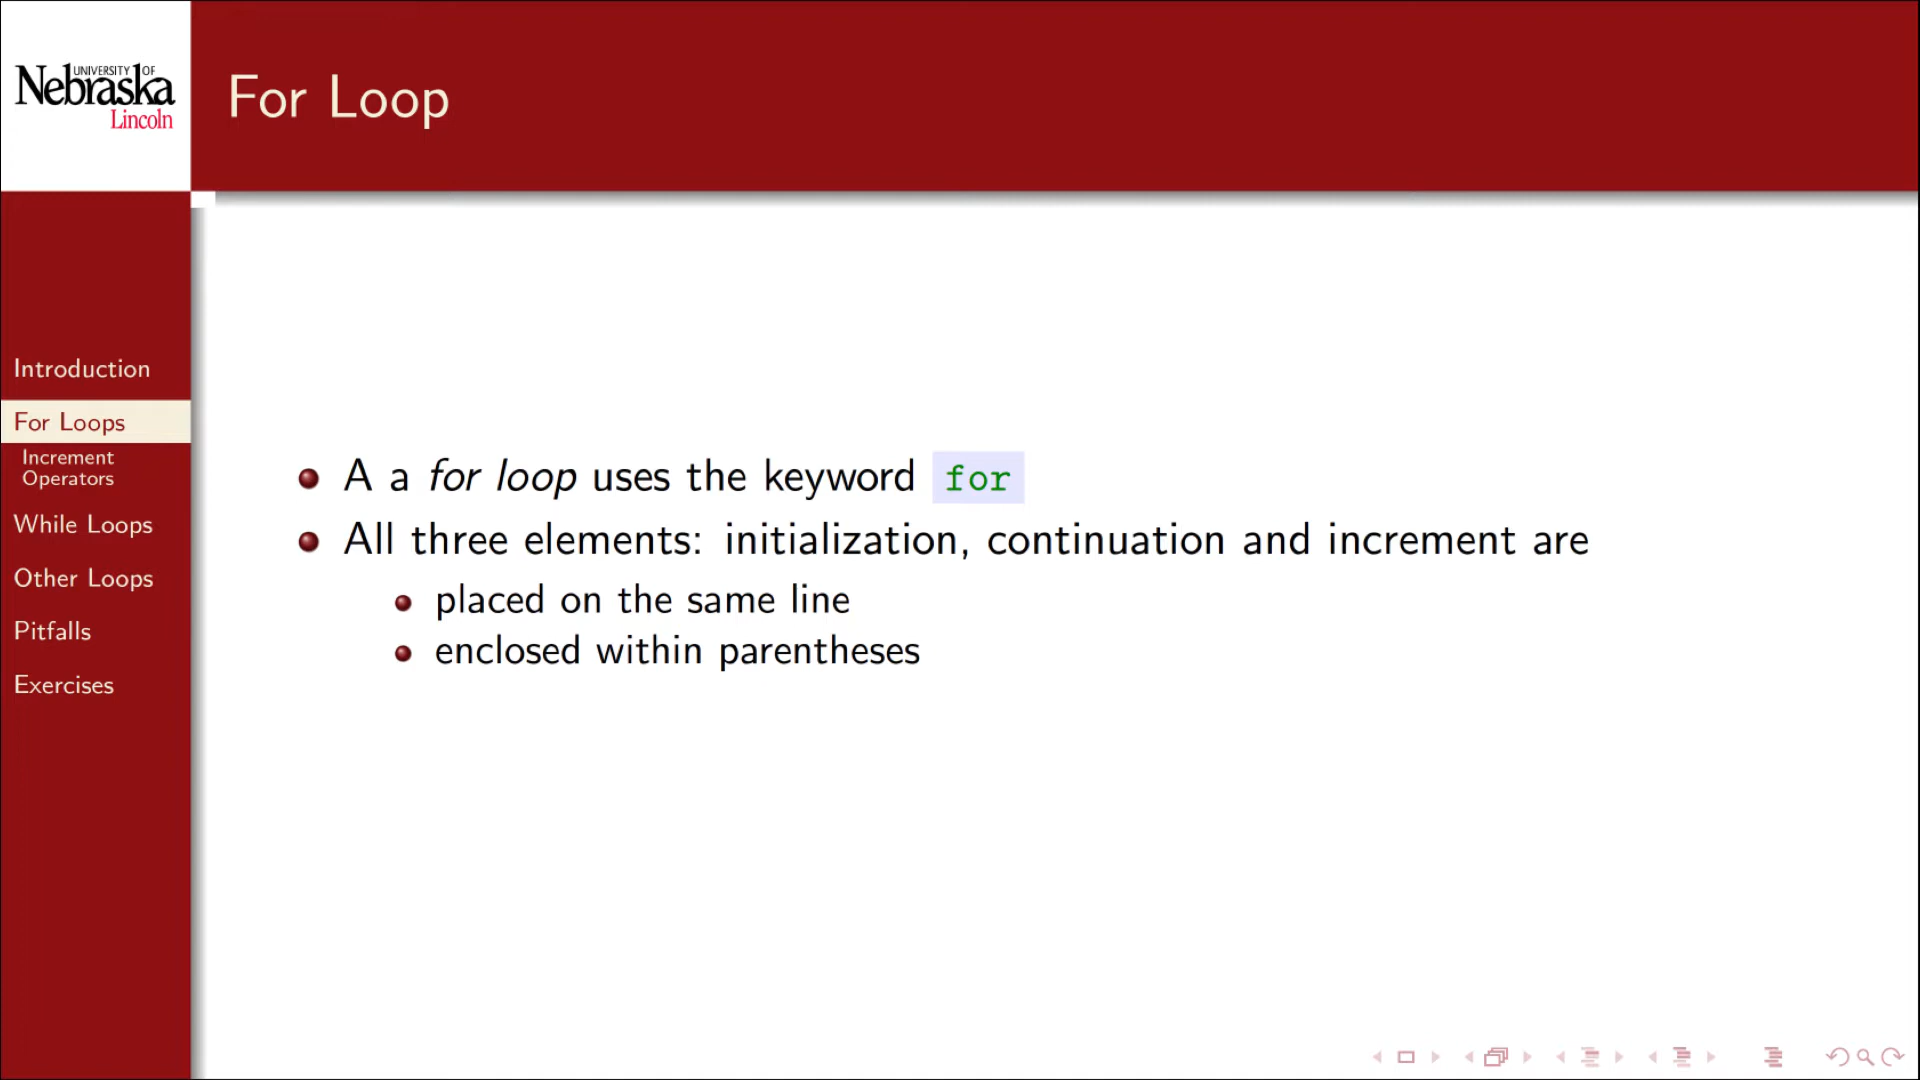 UNIVERSITY OF
Nebraska
Lincoln
For Loop
Introduction
For Loops
Increment
Operators
While Loops
Other Loops
Pitfalls
Exercises
A a for loop uses the keyword for
All three elements: initialization, continuation and increment are
placed on the same line
enclosed within parentheses